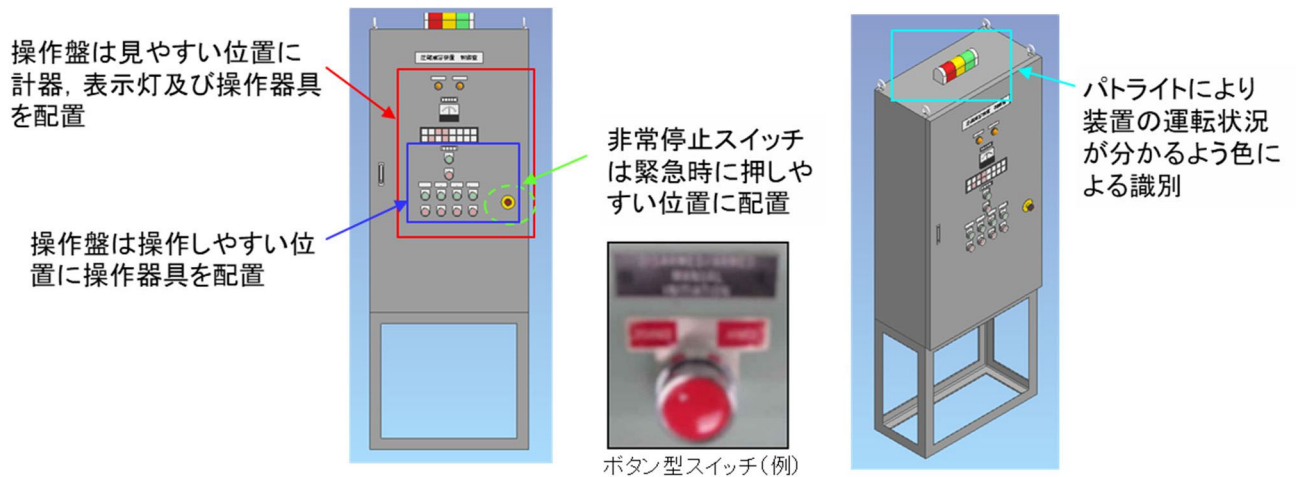 操作盤は見やすい位置に
計器，表示灯及び操作器具
を配置
操作盤は操作しやすい位
置に操作器具を配置
非常停止スイッチ
は緊急時に押しや
すい位置に配置
MANUAL
INITIATION
ボタン型スイッチ（例）
パトライトにより
装置の運転状況
が分かるよう色に
よる識別